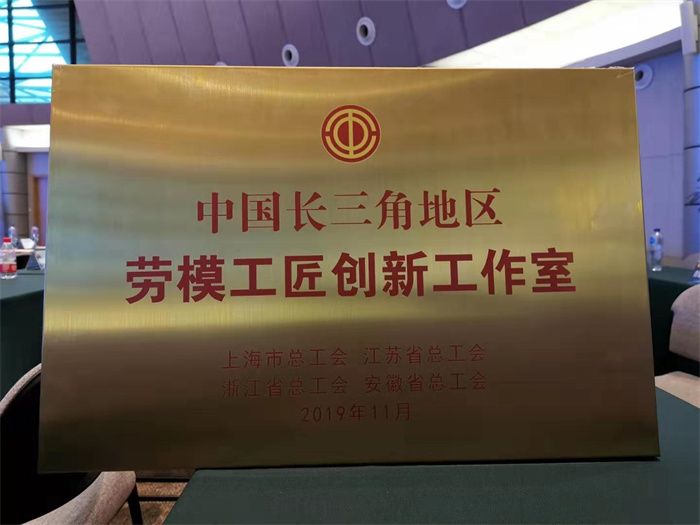 中国长三角地区
劳模工匠创新工作室
上海市总工会 江苏省总工会
浙江省总工会 安徽省总工会
2019年11月